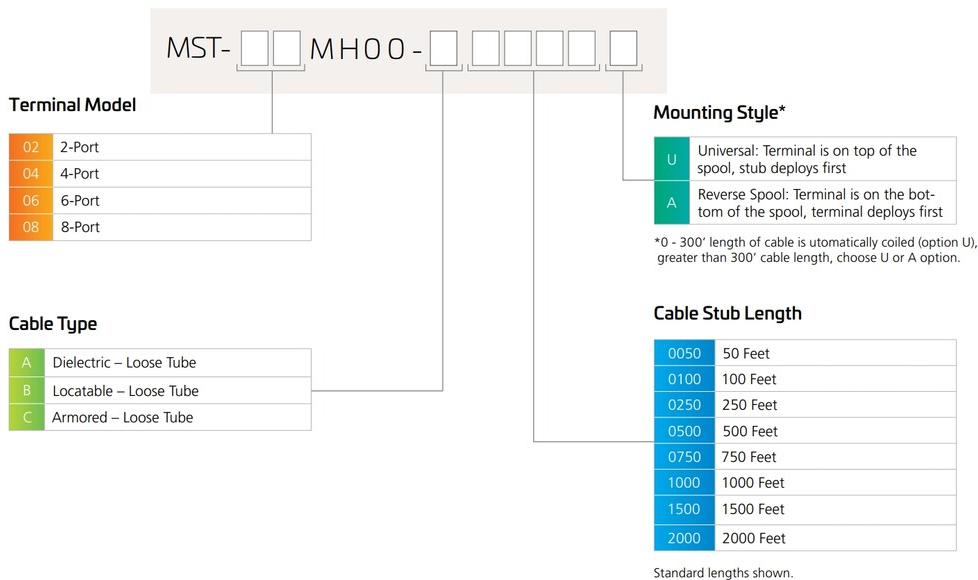 MST- MH00 -
Terminal Model
02 2-Port
04 4-Port
06 6-Port
08 8-Port
Mounting Style*
U Universal: Terminal is on top of the
spool, stub deploys first
A Reverse Spool: Terminal is on the bot-
tom of the spool, terminal deploys first
*0 - 300' length of cable is utomatically coiled (option U),
greater than 300' cable length, choose U or A option.
Cable Type
A Dielectric – Loose Tube
B Locatable – Loose Tube
C Armored – Loose Tube
Cable Stub Length
0050 50 Feet
0100 100 Feet
0250 250 Feet
0500 500 Feet
0750 750 Feet
1000 1000 Feet
1500 1500 Feet
2000 2000 Feet
Standard lengths shown.